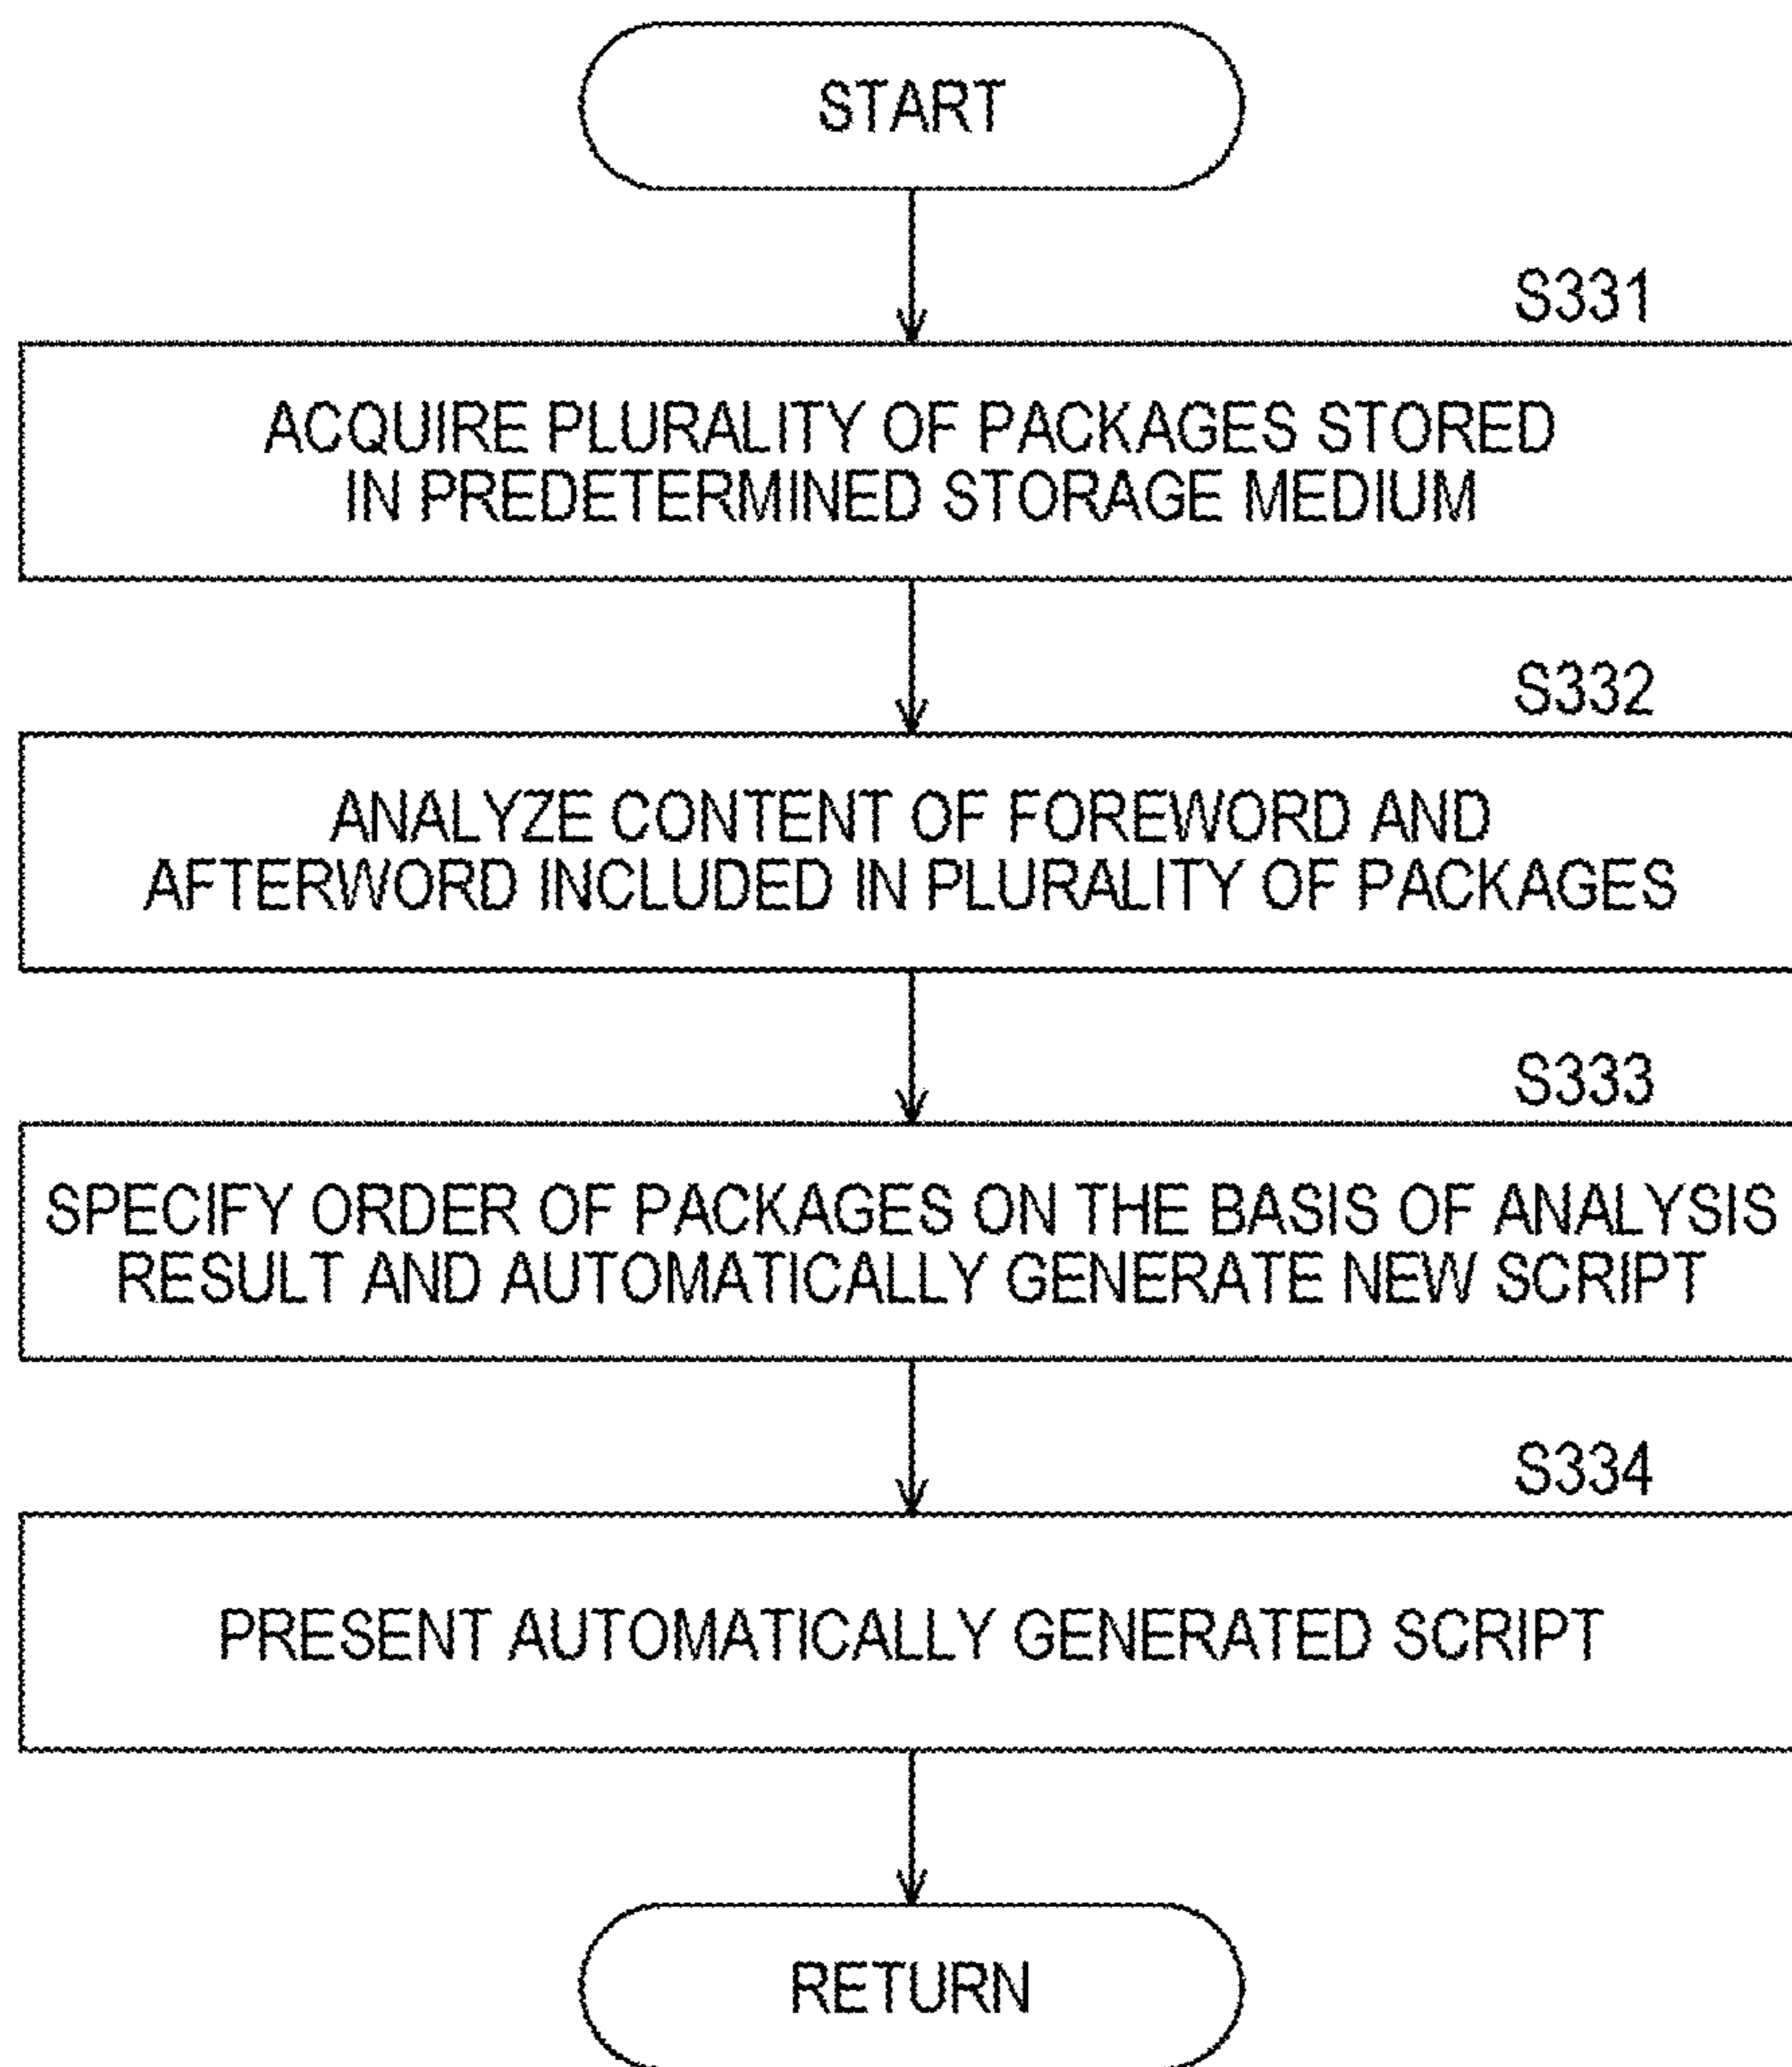 START
S331
ACQUIRE PLURALITY OF PACKAGES STORED
IN PREDETERMINED STORAGE MEDIUM
S332
ANALYZE CONTENT OF FOREWORD AND
AFTERWORD INCLUDED IN PLURALITY OF PACKAGES
S333
SPECIFY ORDER OF PACKAGES ON THE BASIS OF ANALYSIS
RESULT AND AUTOMATICALLY GENERATE NEW SCRIPT
S334
PRESENT AUTOMATICALLY GENERATED SCRIPT
RETURN